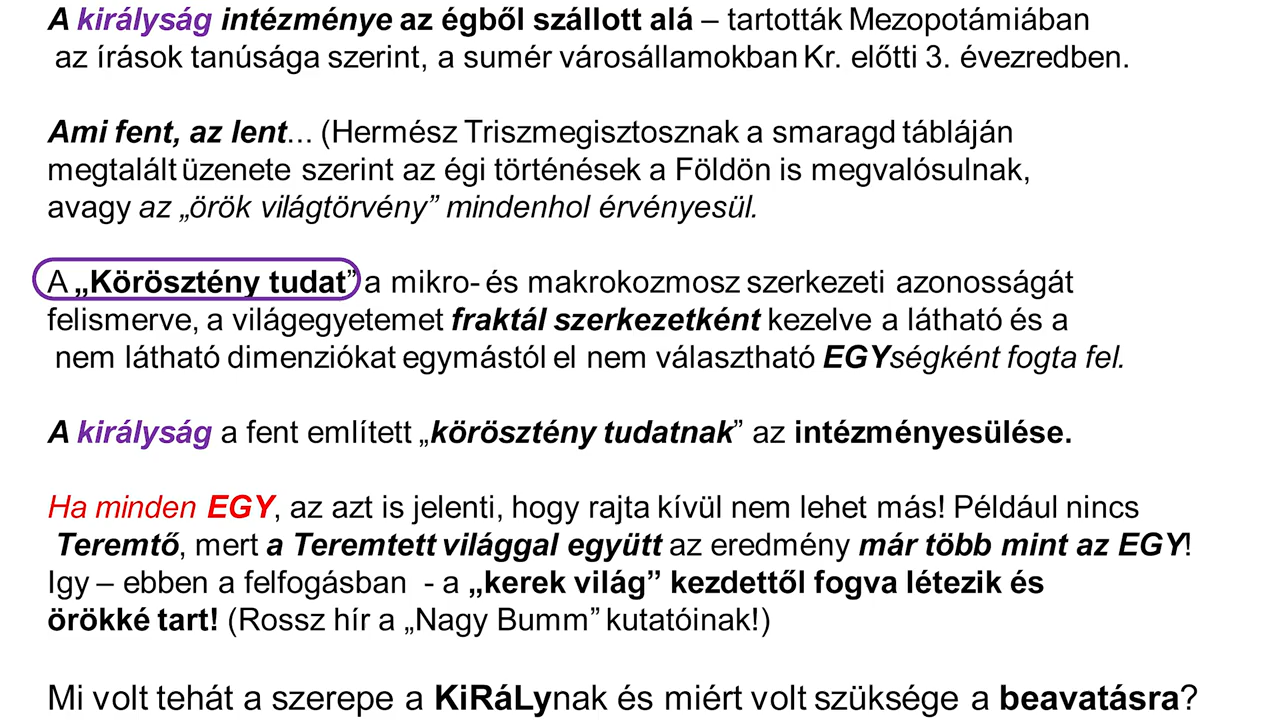 A királyság intézménye az égből szállott alá – tartották Mezopotámiában
az írások tanúsága szerint, a sumér városállamokban Kr. előtti 3. évezredben.
Ami fent, az lent... (Hermész Triszmegisztosznak a smaragd tábláján
megtalált üzenete szerint az égi történések a Földön is megvalósulnak,
avagy az „örök világtörvény” mindenhol érvényesül.
A „Körösztény tudat” a mikro- és makrokozmosz szerkezeti azonosságát
felismerve, a világegyetemet fraktál szerkezetként kezelve a látható és a
nem látható dimenziókat egymástól el nem választható EGYségként fogta fel.
A királyság a fent említett „körösztény tudatnak” az intézményesülése.
Ha minden EGY, az azt is jelenti, hogy rajta kívül nem lehet más! Például nincs
Teremtő, mert a Teremtett világgal együtt az eredmény már több mint az EGY!
Igy – ebben a felfogásban - a „kerek világ” kezdettől fogva létezik és
örökké tart! (Rossz hír a „Nagy Bumm” kutatóinak!)
Mi volt tehát a szerepe a KiRáLynak és miért volt szüksége a beavatásra?